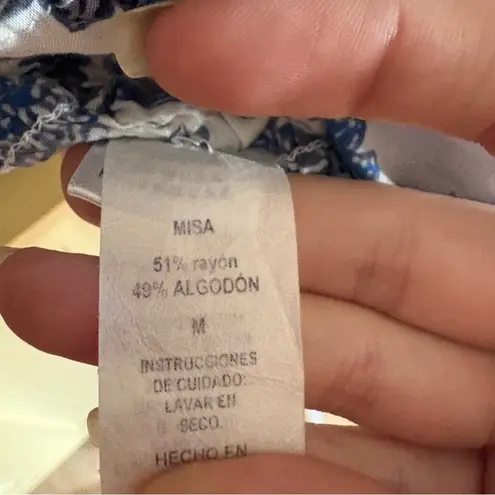 MISA
51% rayón
49% ALGODÓN
M
INSTRUCCIONES
DE CUIDADO:
LAVAR EN
SECO.
HECHO EN